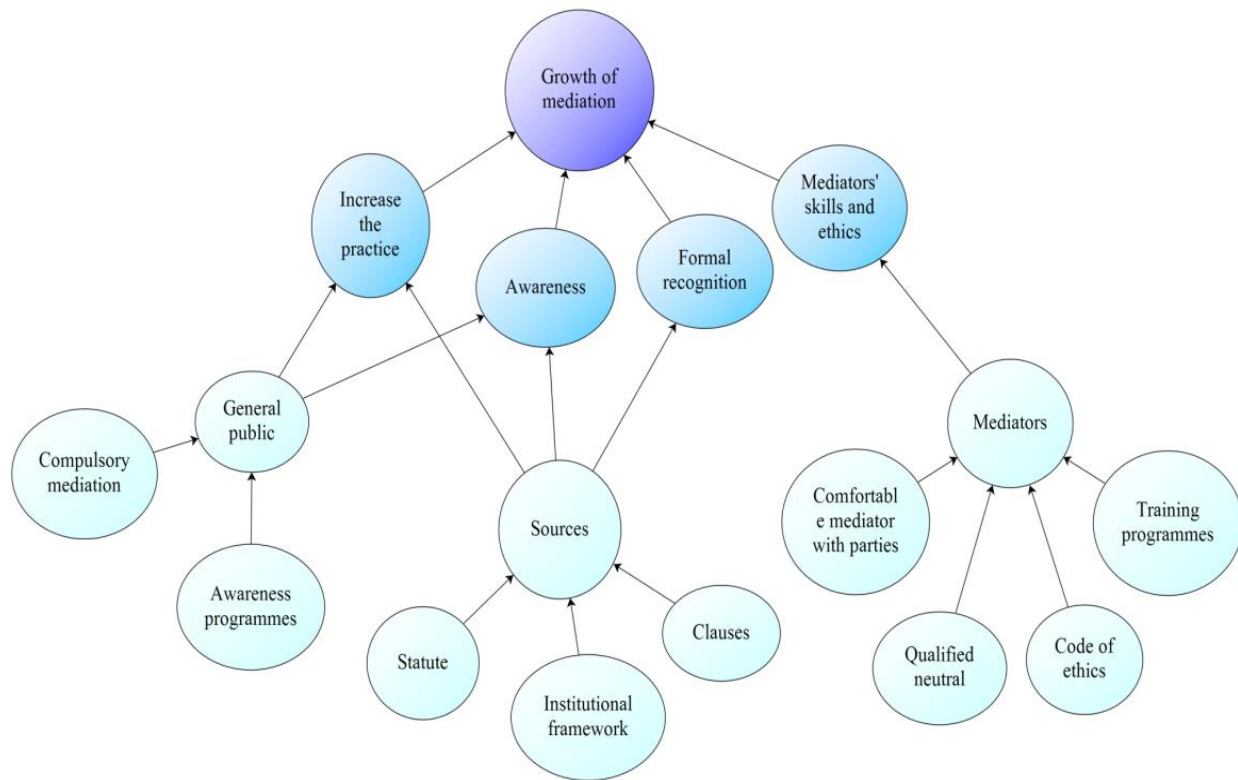 Growth of
mediation
Increase
the
practice
Awareness
Formal
recognition
Mediators'
skills and
ethics
General
public
Compulsory
mediation
Awareness
programmes
Sources
Statute
Institutional
framework
Clauses
Mediators
Comfortabl
e mediator
with parties
Qualified
neutral
Code of
ethics
Training
programmes